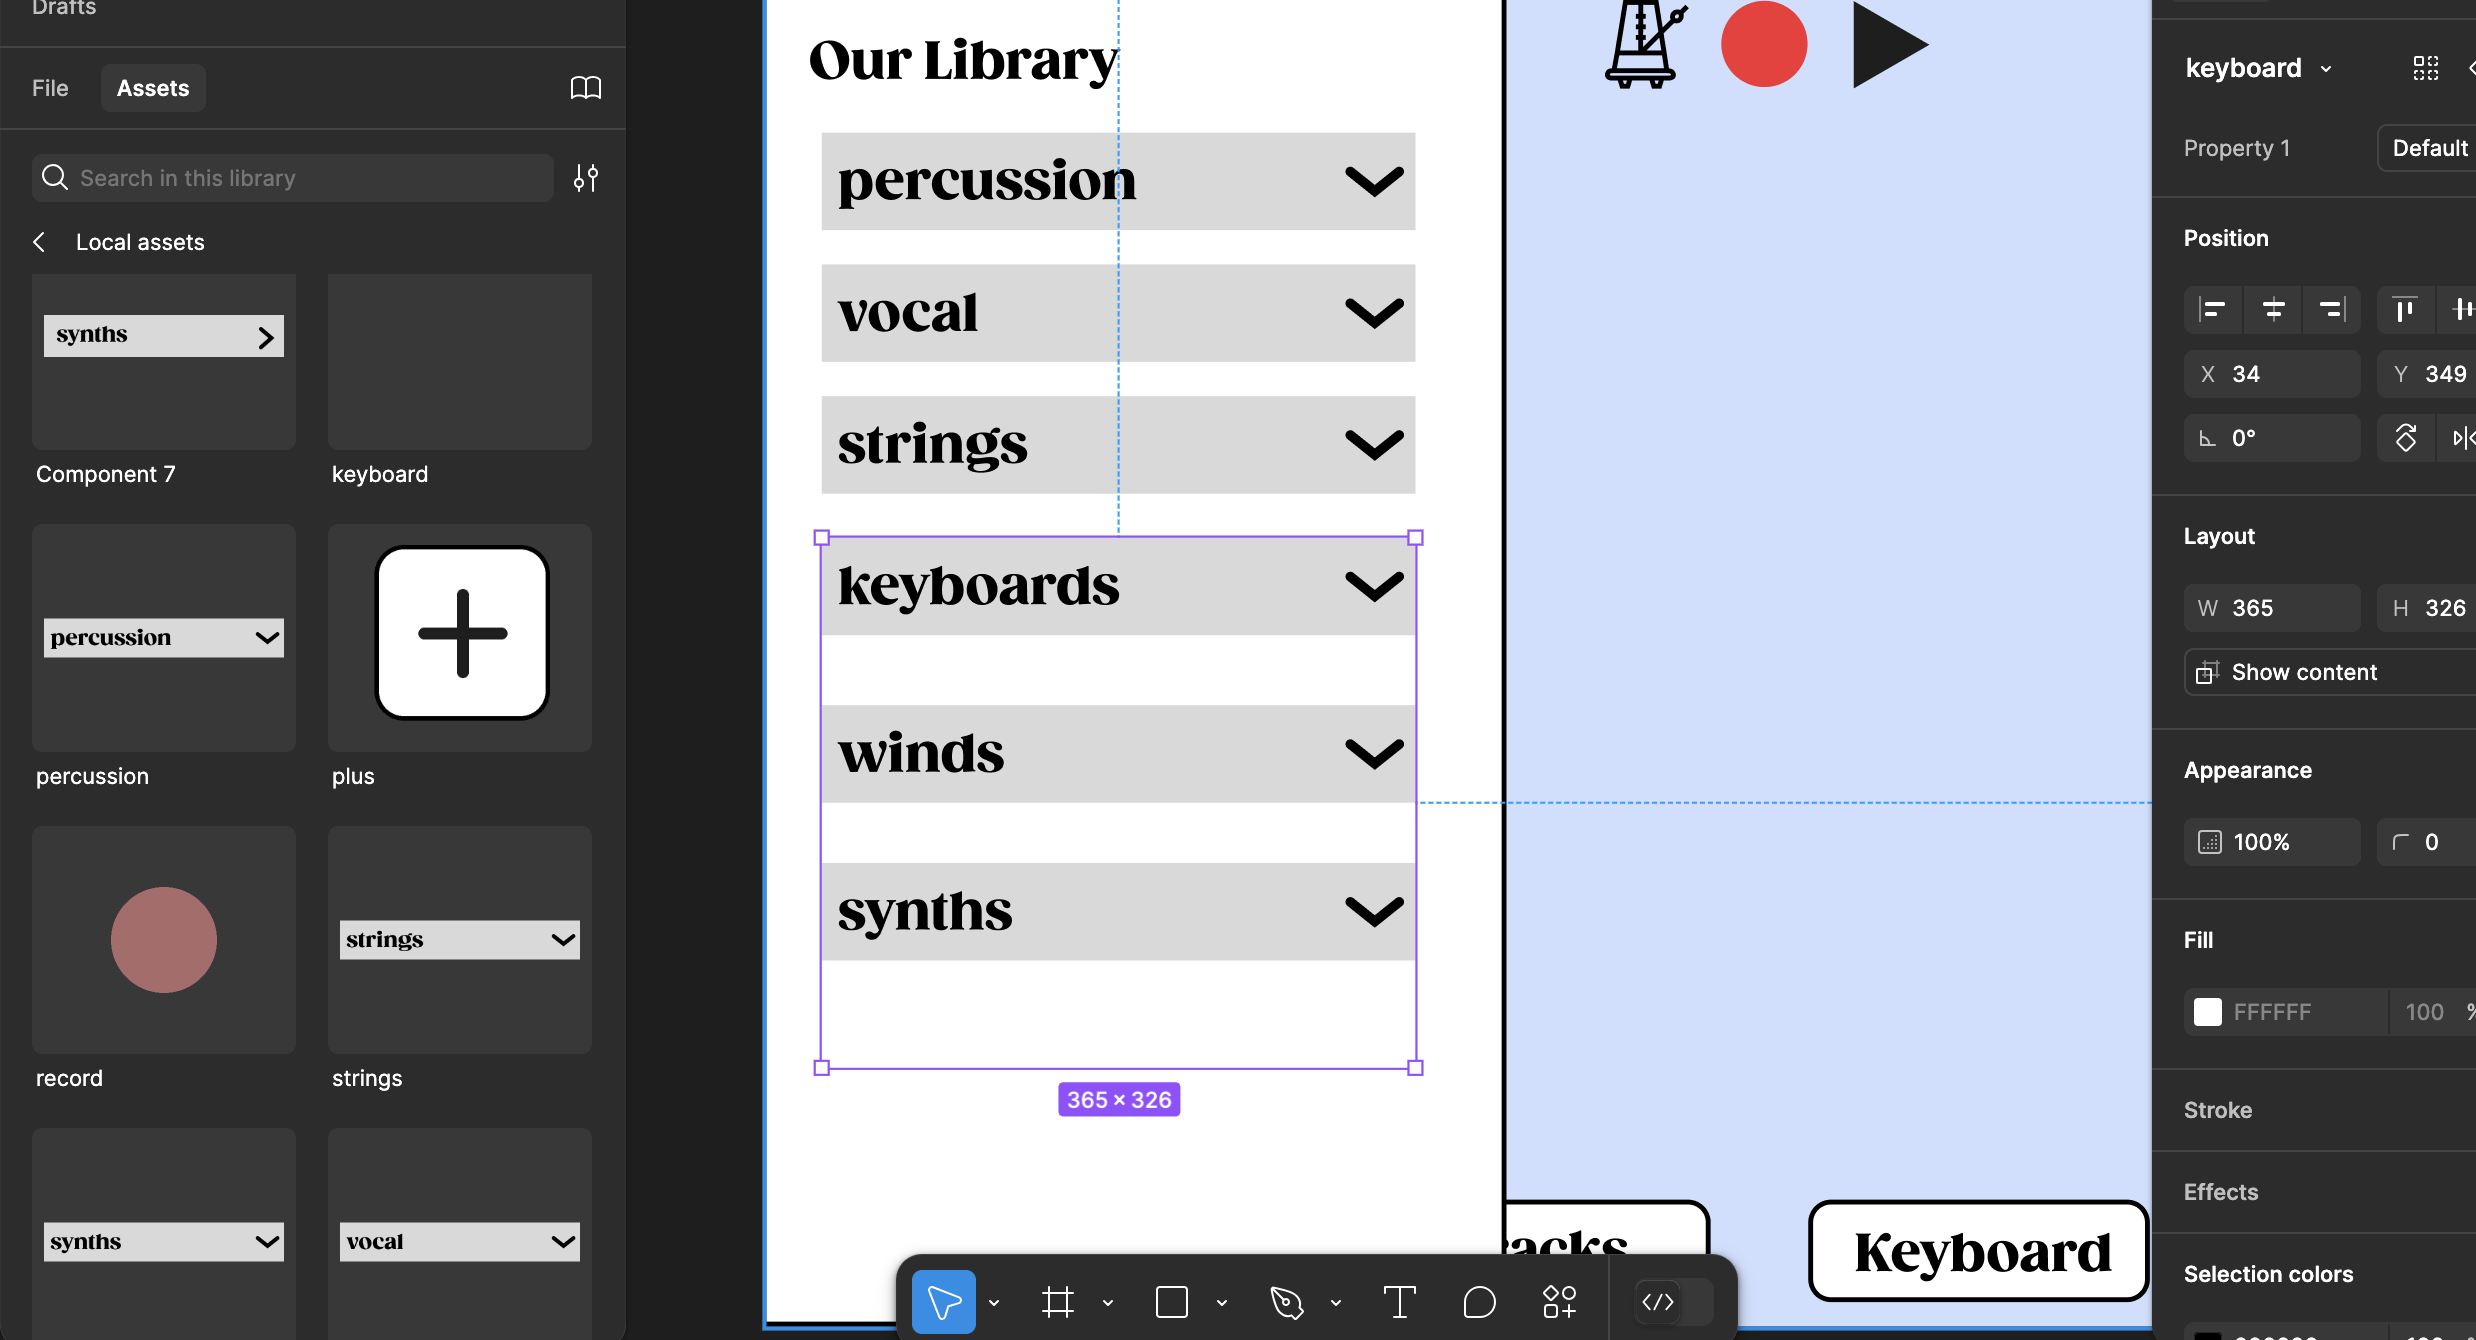 Drafts
File
Assets
Search in this library
Local assets
synths
Component 7
keyboard
percussion
percussion
plus
record
strings
strings
synths
vocal
Our Library
percussion
vocal
strings
keyboards
winds
synths
365 × 326
acks
Keyboard
keyboard
Property 1
Default
Position
X 34
Y 349
0°
Layout
W 365
H 326
Show content
Appearance
100%
0
Fill
FFFFFF
100 %
Stroke
Effects
Selection colors